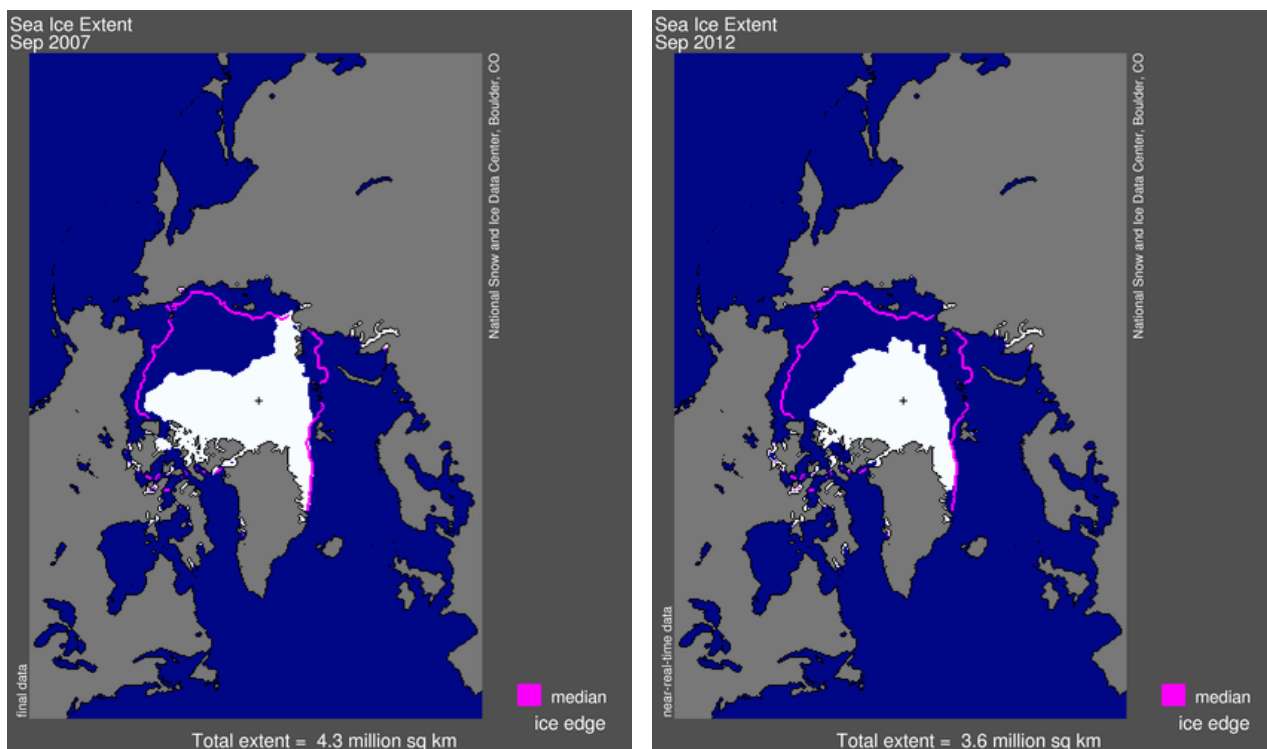 Sea Ice Extent
Sep 2007
National Snow and Ice Data Center, Boulder, CO
final data
median
ice edge
Total extent = 4.3 million sq km
Sea Ice Extent
Sep 2012
National Snow and Ice Data Center, Boulder, CO
near-real-time data
median
ice edge
Total extent = 3.6 million sq km